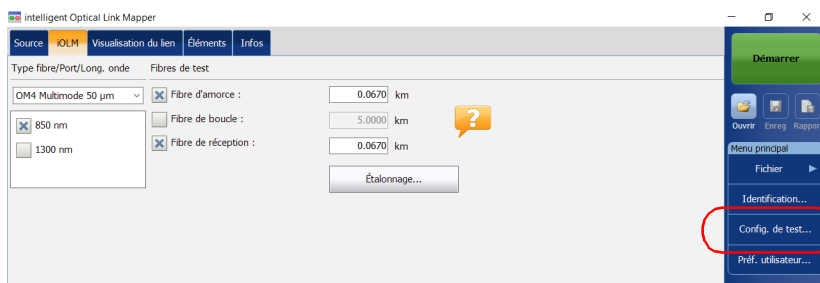 intelligent Optical Link Mapper
Source iOLM Visualisation du lien Éléments Infos
Type fibre/Port/Long. onde Fibres de test
OM4 Multimode 50 µm
Fibre d'amorce : 0.0670 km
Fibre de boucle : 5.0000 km
850 nm
Fibre de réception : 0.0670 km
1300 nm
Étalonnage...
?
Démarrer
Ouvrir Enreg Rappor
Menu principal
Fichier
Identification...
Config. de test...
Préf. utilisateur...